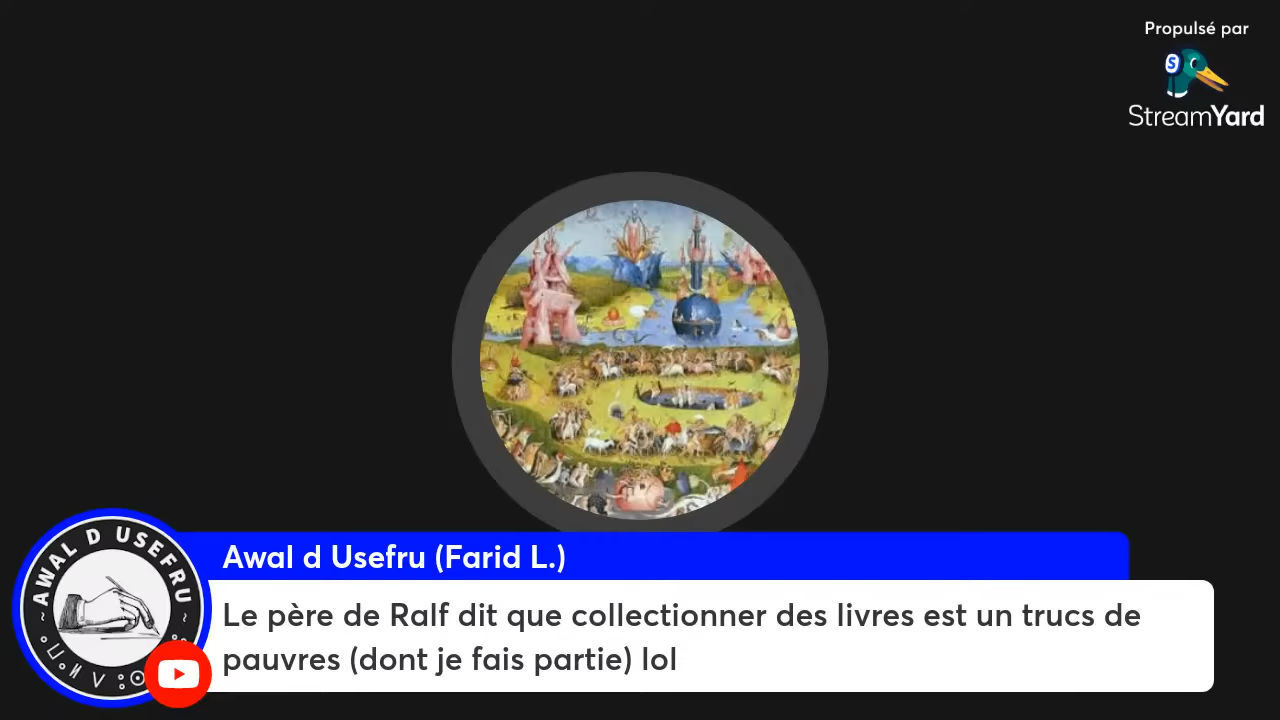 Propulsé par
StreamYard
Awal d Usefru (Farid L.)
AWAL D USEFRU
Le père de Ralf dit que collectionner des livres est un trucs de
pauvres (dont je fais partie) lol